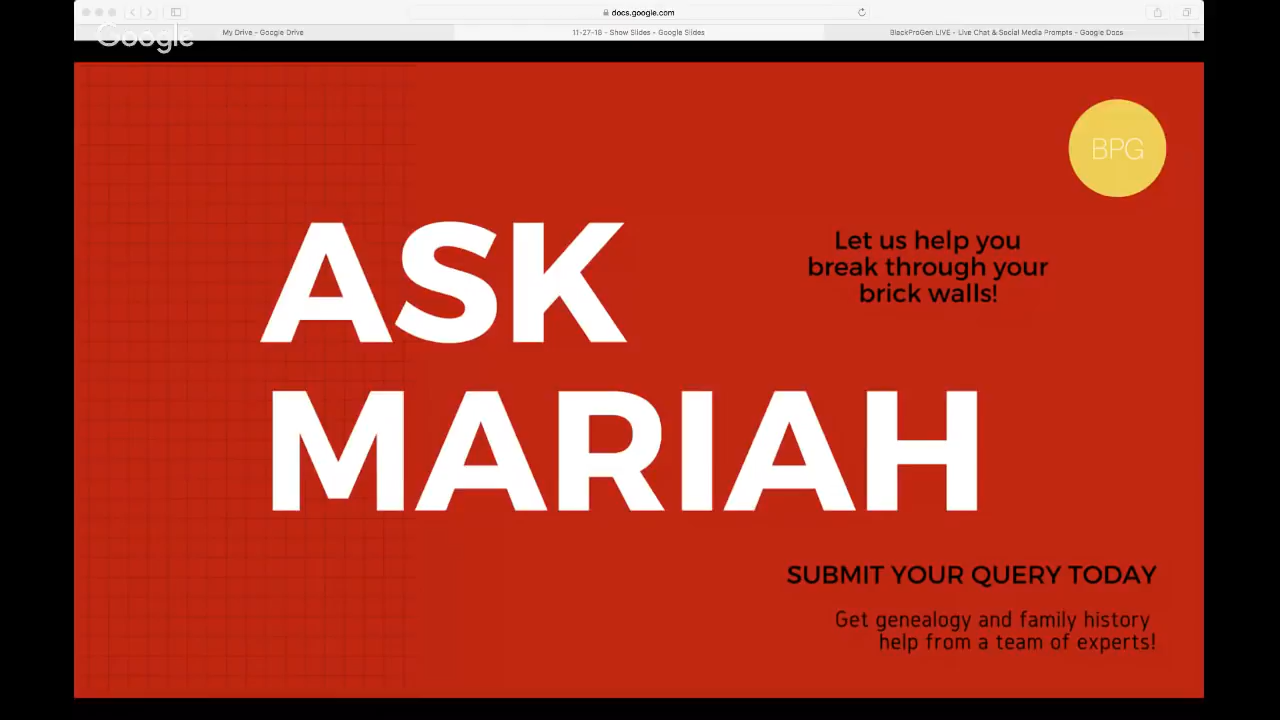 docs.google.com
Google
My Drive - Google Drive
11-27-18 - Show Slides - Google Slides
BlackProGen LIVE - Live Chat & Social Media Prompts - Google Docs
BPG
ASK
MARIAH
Let us help you
break through your
brick walls!
SUBMIT YOUR QUERY TODAY
Get genealogy and family history
help from a team of experts!